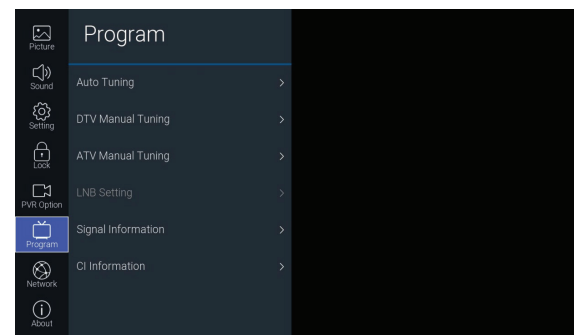 Picture
Sound
Setting
Lock
PVR Option
Program
Network
About
Program
Auto Tuning
DTV Manual Tuning
ATV Manual Tuning
LNB Setting
Signal Information
CI Information